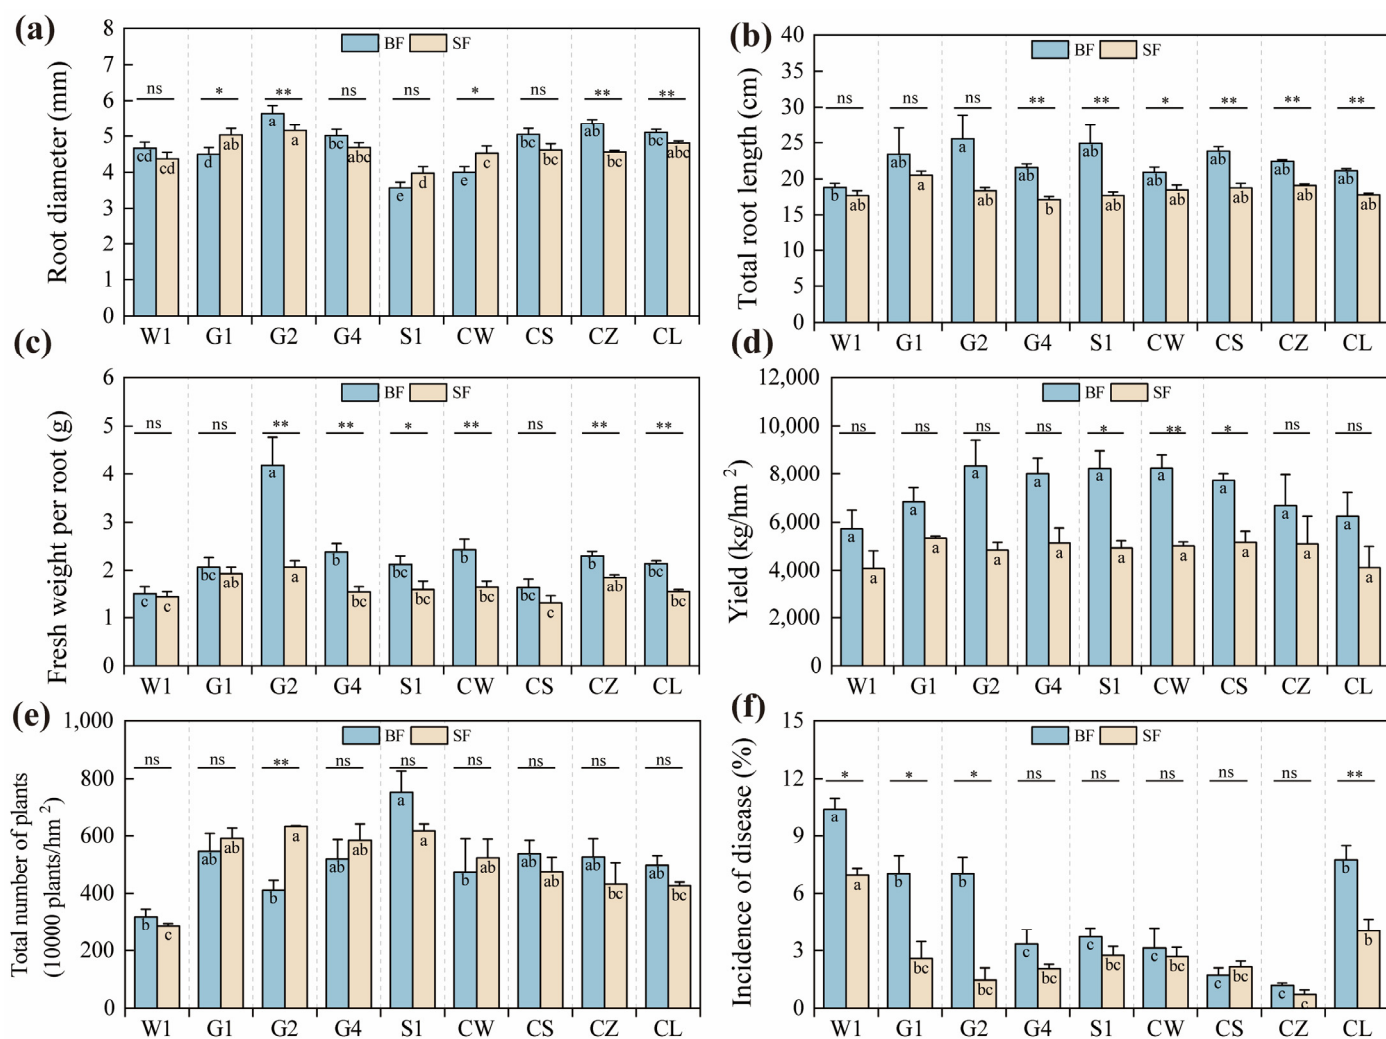 (a)
Root diameter (mm)
8
7
6
5
4
3
2
1
0
BF SF
ns * ** ns ns * ns ** **
cd cd d ab a a bc abc e d e c bc bc ab bc bc abc
W1 G1 G2 G4 S1 CW CS CZ CL
(b)
Total root length (cm)
40
35
30
25
20
15
10
5
0
BF SF
ns ns ns ** ** * ** ** **
b ab ab a a ab ab b ab ab ab ab ab ab ab ab ab ab
W1 G1 G2 G4 S1 CW CS CZ CL
(c)
Fresh weight per root (g)
6
5
4
3
2
1
0
BF SF
ns ns ** ** * ** ns ** **
c c bc ab a a b bc bc bc b bc bc c b ab bc bc
W1 G1 G2 G4 S1 CW CS CZ CL
(d)
Yield (kg/hm 2)
12,000
10,000
8,000
6,000
4,000
2,000
0
BF SF
ns ns ns ns * ** * ns ns
a a a a a a a a a a a a a a a a a a
W1 G1 G2 G4 S1 CW CS CZ CL
(e)
Total number of plants
(10000 plants/hm 2)
1,000
800
600
400
200
0
BF SF
ns ns ** ns ns ns ns ns ns
b c ab ab b a ab ab a a b ab ab ab ab bc ab bc
W1 G1 G2 G4 S1 CW CS CZ CL
(f)
Incidence of disease (%)
15
12
9
6
3
0
BF SF
* * * ns ns ns ns ns **
a a b bc b bc c bc c bc c bc c bc c c b b
W1 G1 G2 G4 S1 CW CS CZ CL